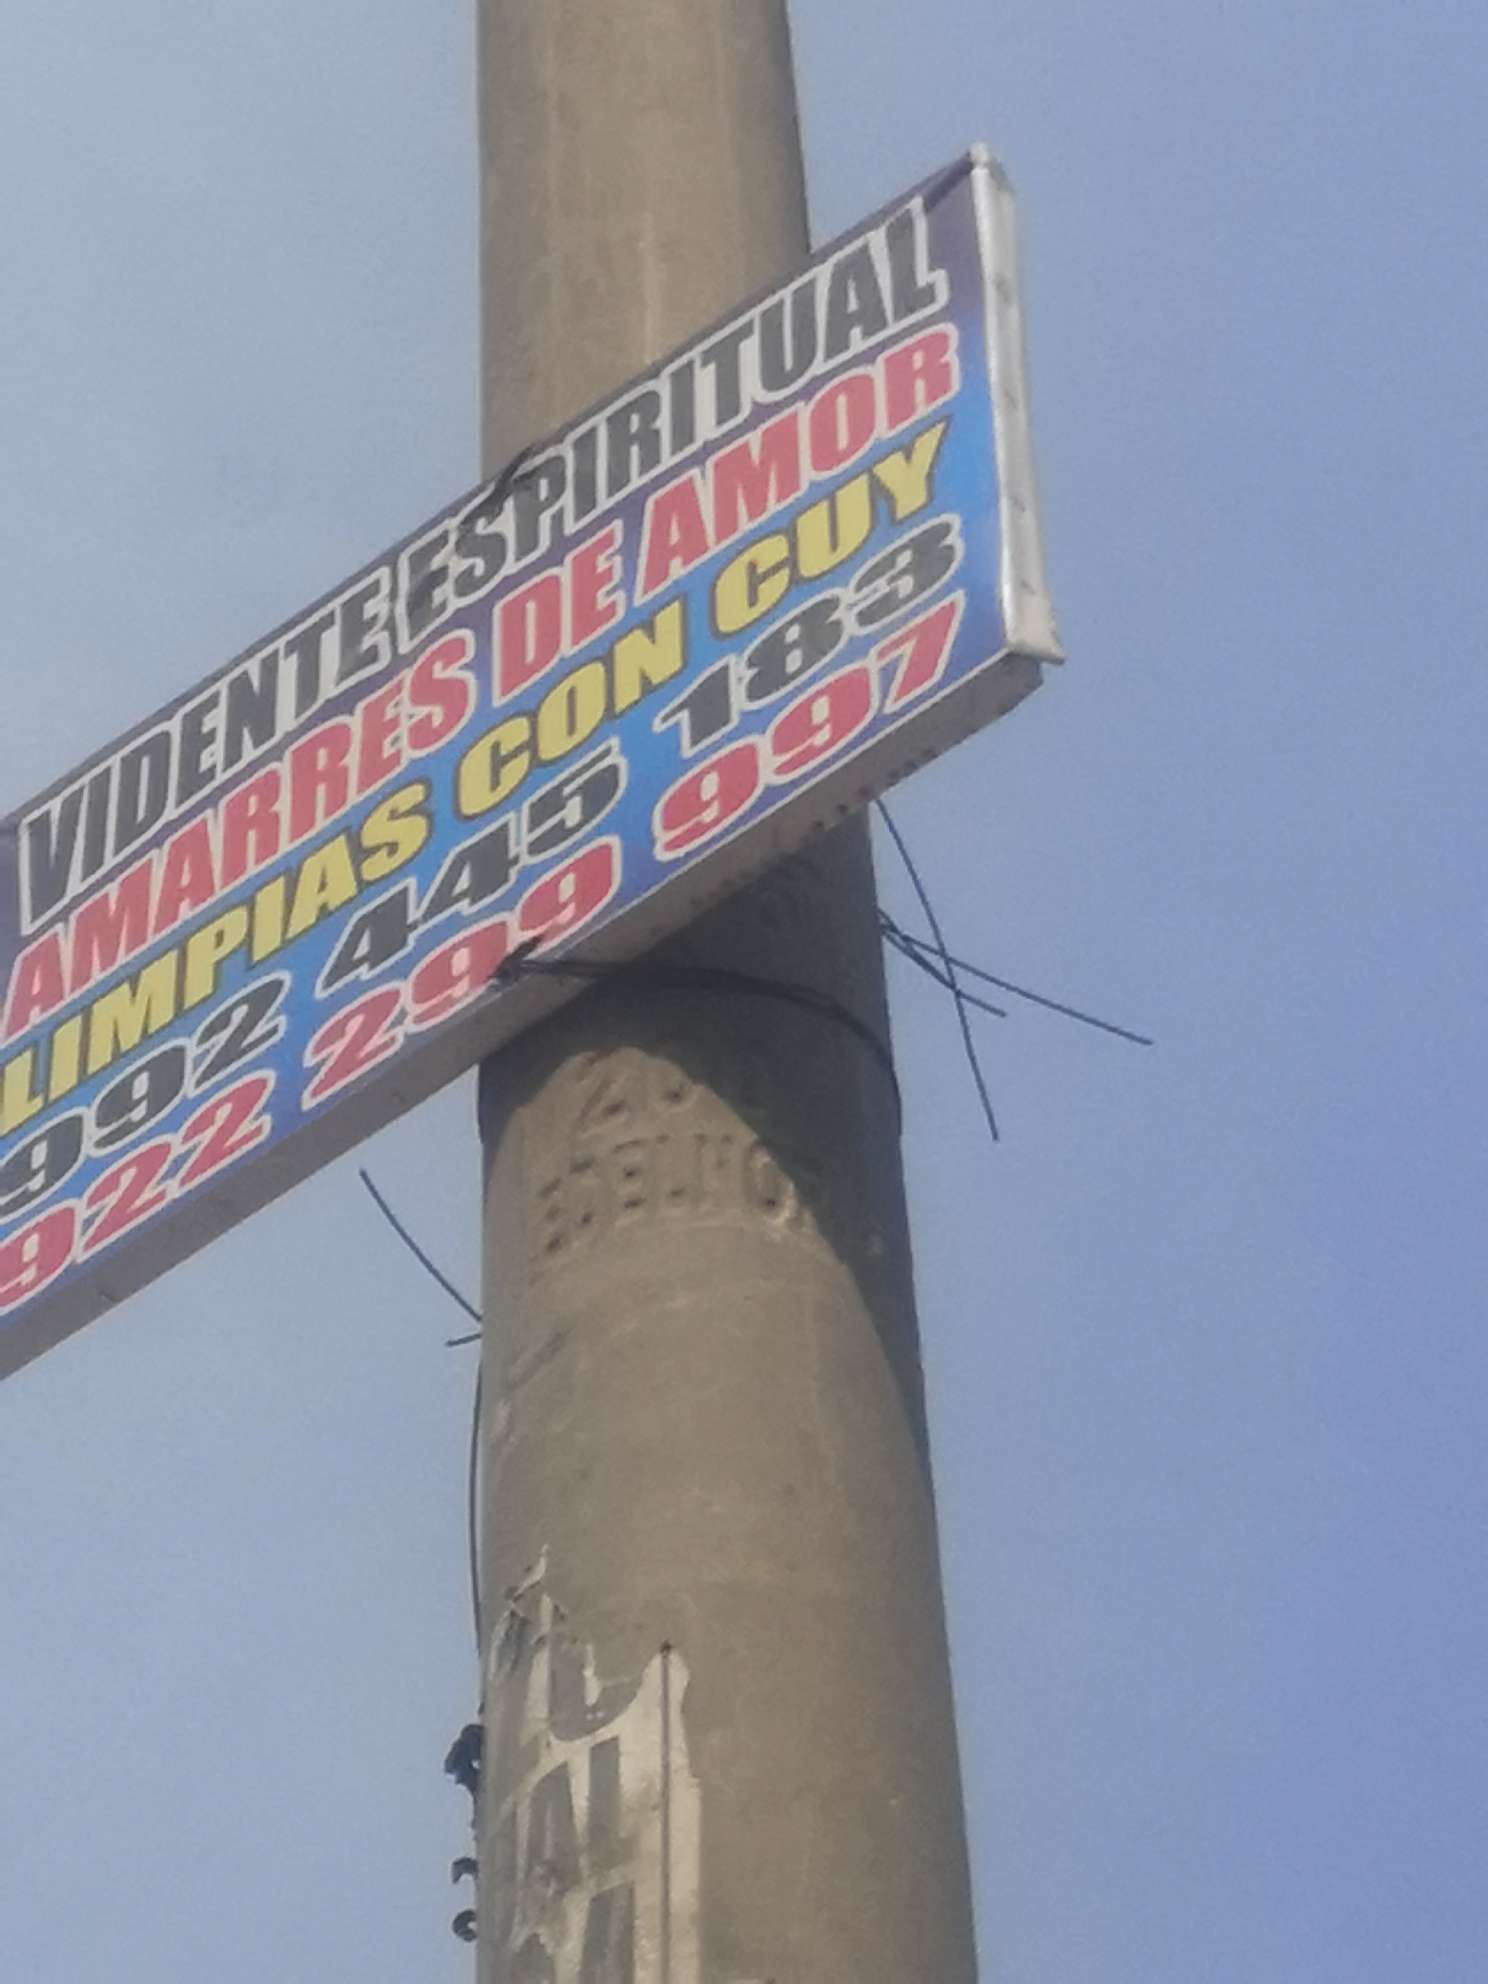 VIDENTE ESPIRITUAL
AMARRES DE AMOR
LIMPIAS CON CUY
992 445 183
922 299 997